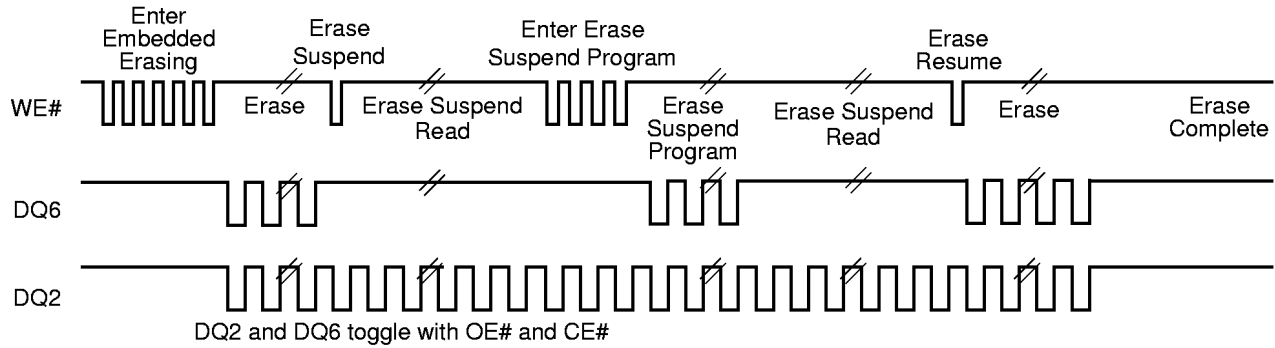 Enter
Embedded
Erasing
Erase
Suspend
Enter Erase
Suspend Program
Erase
Resume
WE#
Erase
Erase Suspend
Read
Erase
Suspend
Program
Erase Suspend
Read
Erase
Erase
Complete
DQ6
DQ2
DQ2 and DQ6 toggle with OE# and CE#